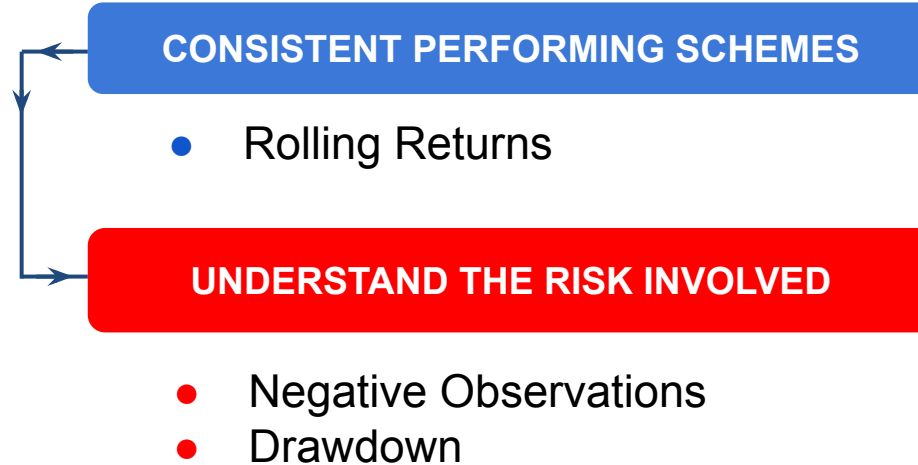 CONSISTENT PERFORMING SCHEMES
● Rolling Returns
UNDERSTAND THE RISK INVOLVED
● Negative Observations
● Drawdown